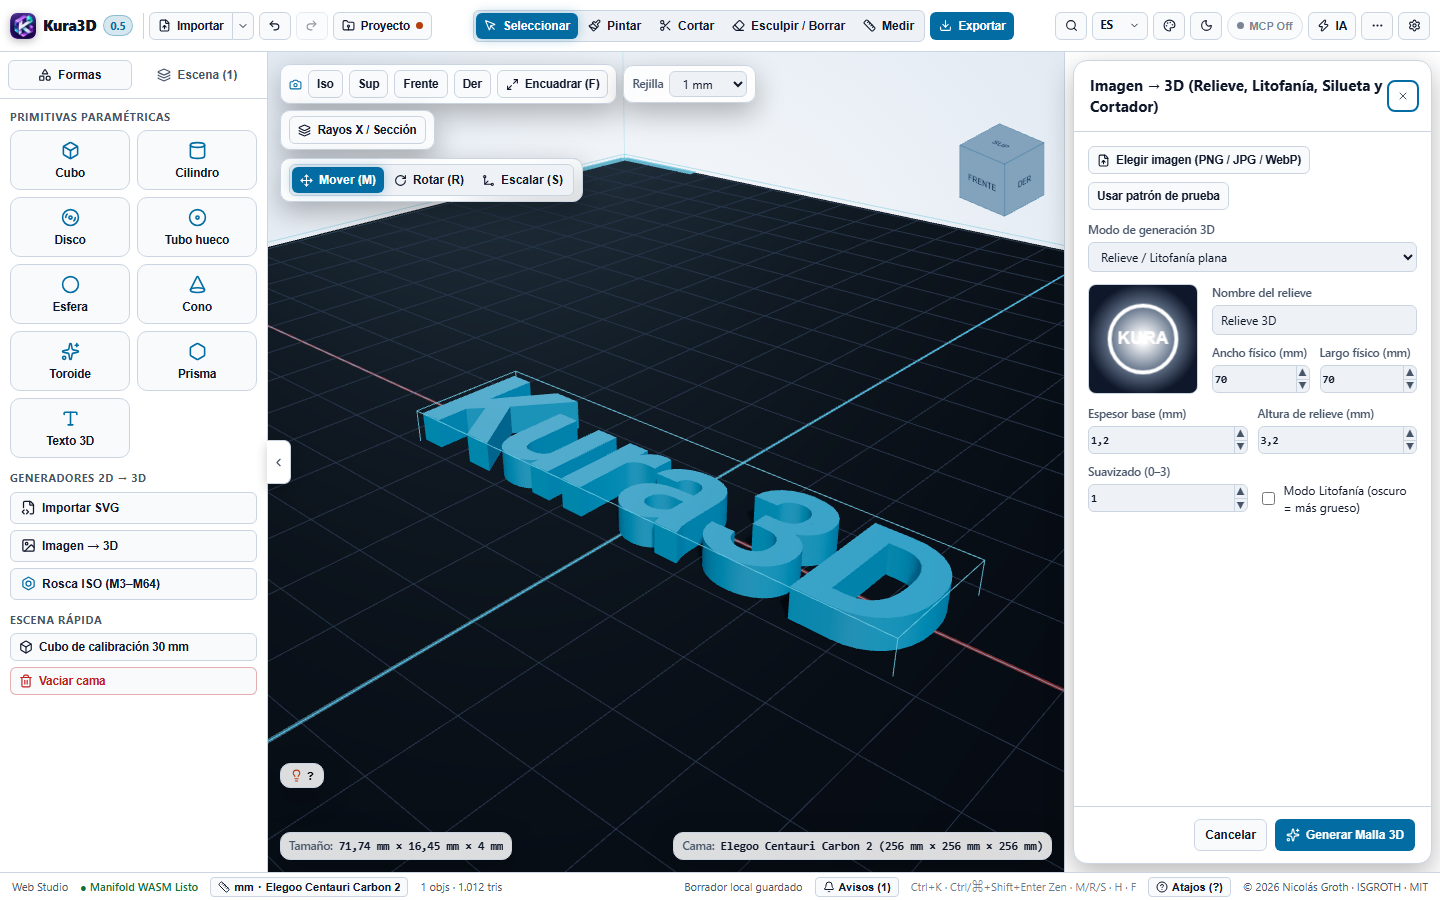 Kura3D 0.5 Importar Proyecto Seleccionar Pintar Cortar Esculpir / Borrar Medir Exportar ES MCP Off IA
Formas Escena (1)
PRIMITIVAS PARAMÉTRICAS
Cubo Cilindro
Disco Tubo hueco
Esfera Cono
Toroide Prisma
Texto 3D
GENERADORES 2D → 3D
Importar SVG
Imagen → 3D
Rosca ISO (M3–M64)
ESCENA RÁPIDA
Cubo de calibración 30 mm
Vaciar cama
Iso Sup Frente Der Encuadrar (F) Rejilla 1 mm
Rayos X / Sección
Mover (M) Rotar (R) Escalar (S)
SUP
FRENTE DER
Kura3D
?
Tamaño: 71,74 mm × 16,45 mm × 4 mm
Cama: Elegoo Centauri Carbon 2 (256 mm × 256 mm × 256 mm)
Imagen → 3D (Relieve, Litofanía, Silueta y
Cortador)
Elegir imagen (PNG / JPG / WebP)
Usar patrón de prueba
Modo de generación 3D
Relieve / Litofanía plana
KURA
Nombre del relieve
Relieve 3D
Ancho físico (mm) Largo físico (mm)
70 70
Espesor base (mm) Altura de relieve (mm)
1,2 3,2
Suavizado (0–3)
1
Modo Litofanía (oscuro
= más grueso)
Cancelar Generar Malla 3D
Web Studio Manifold WASM Listo mm · Elegoo Centauri Carbon 2 1 objs · 1.012 tris Borrador local guardado Avisos (1) Ctrl+K · Ctrl/⌘+Shift+Enter Zen · M/R/S · H · F Atajos (?) © 2026 Nicolás Groth · ISGROTH · MIT